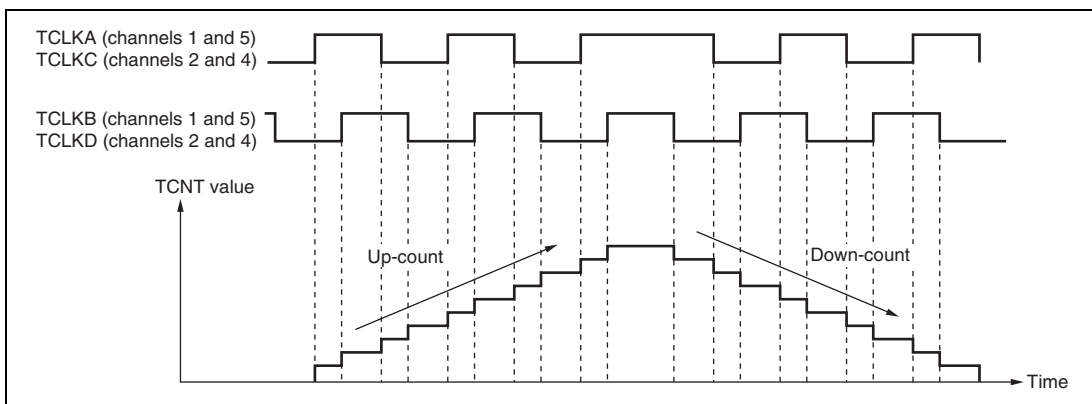 TCLKA (channels 1 and 5)
TCLKC (channels 2 and 4)
TCLKB (channels 1 and 5)
TCLKD (channels 2 and 4)
TCNT value
Up-count
Down-count
Time